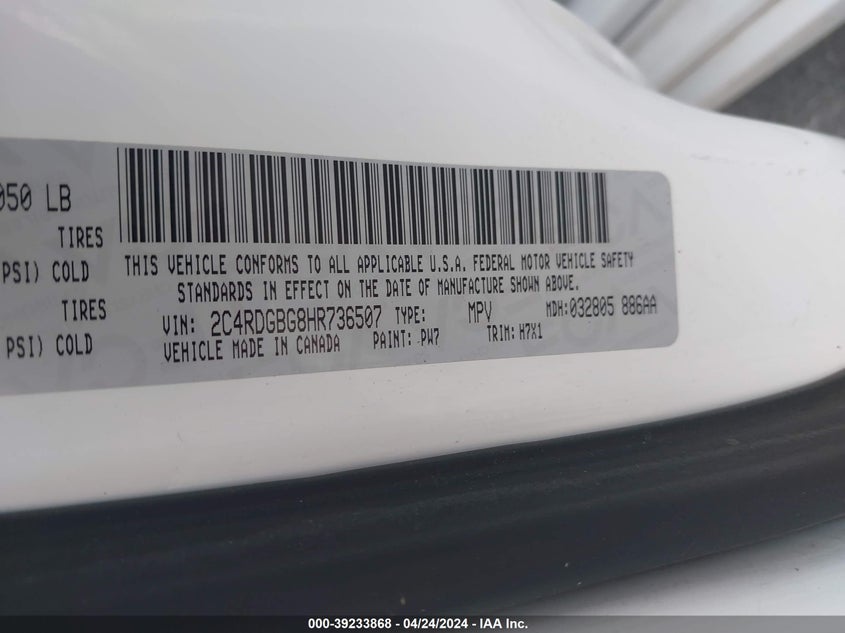 050 LB
TIRES
PSI) COLD
TIRES
PSI) COLD
THIS VEHICLE CONFORMS TO ALL APPLICABLE U.S.A. FEDERAL MOTOR VEHICLE SAFETY
STANDARDS IN EFFECT ON THE DATE OF MANUFACTURE SHOWN ABOVE.
VIN: 2C4RDGBG8HR736507 TYPE: MPV MDH:032805 886AA
VEHICLE MADE IN CANADA PAINT: PW7 TRIM: H7X1
000-39233868 - 04/24/2024 - IAA Inc.